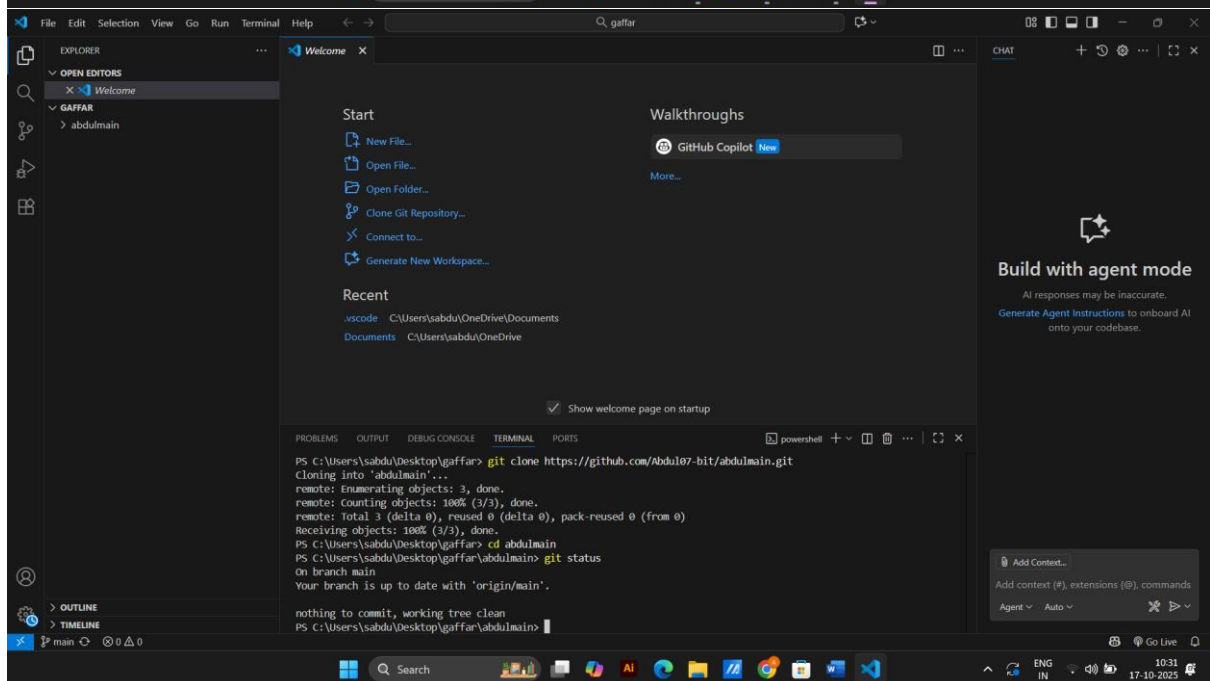 File Edit Selection View Go Run Terminal Help
gaffar
EXPLORER
OPEN EDITORS
Welcome
GAFFAR
abdulmain
OUTLINE
TIMELINE
Welcome
Start
New File...
Open File...
Open Folder...
Clone Git Repository...
Connect to...
Generate New Workspace...
Recent
.vscode C:\Users\sabdu\OneDrive\Documents
Documents C:\Users\sabdu\OneDrive
Walkthroughs
GitHub Copilot New
More...
Show welcome page on startup
PROBLEMS OUTPUT DEBUG CONSOLE TERMINAL PORTS
powershell
PS C:\Users\sabdu\Desktop\gaffar> git clone https://github.com/Abdul07-bit/abdulmain.git
Cloning into 'abdulmain'...
remote: Enumerating objects: 3, done.
remote: Counting objects: 100% (3/3), done.
remote: Total 3 (delta 0), reused 0 (delta 0), pack-reused 0 (from 0)
Receiving objects: 100% (3/3), done.
PS C:\Users\sabdu\Desktop\gaffar> cd abdulmain
PS C:\Users\sabdu\Desktop\gaffar\abdulmain> git status
On branch main
Your branch is up to date with 'origin/main'.
nothing to commit, working tree clean
PS C:\Users\sabdu\Desktop\gaffar\abdulmain>
CHAT
Build with agent mode
AI responses may be inaccurate.
Generate Agent Instructions to onboard AI
onto your codebase.
Add Context...
Add context (#), extensions (@), commands
Agent Auto
main 0 0
Go Live
Search
Ai
ENG
IN
10:31
17-10-2025